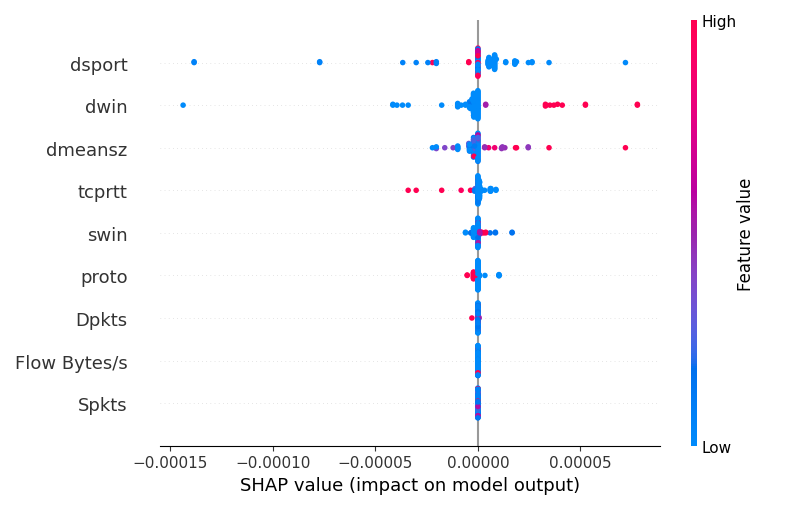 High
dsport
dwin
dmeansz
tcprtt
swin
proto
Dpkts
Flow Bytes/s
Spkts
Feature value
Low
−0.00015 −0.00010 −0.00005 0.00000 0.00005
SHAP value (impact on model output)